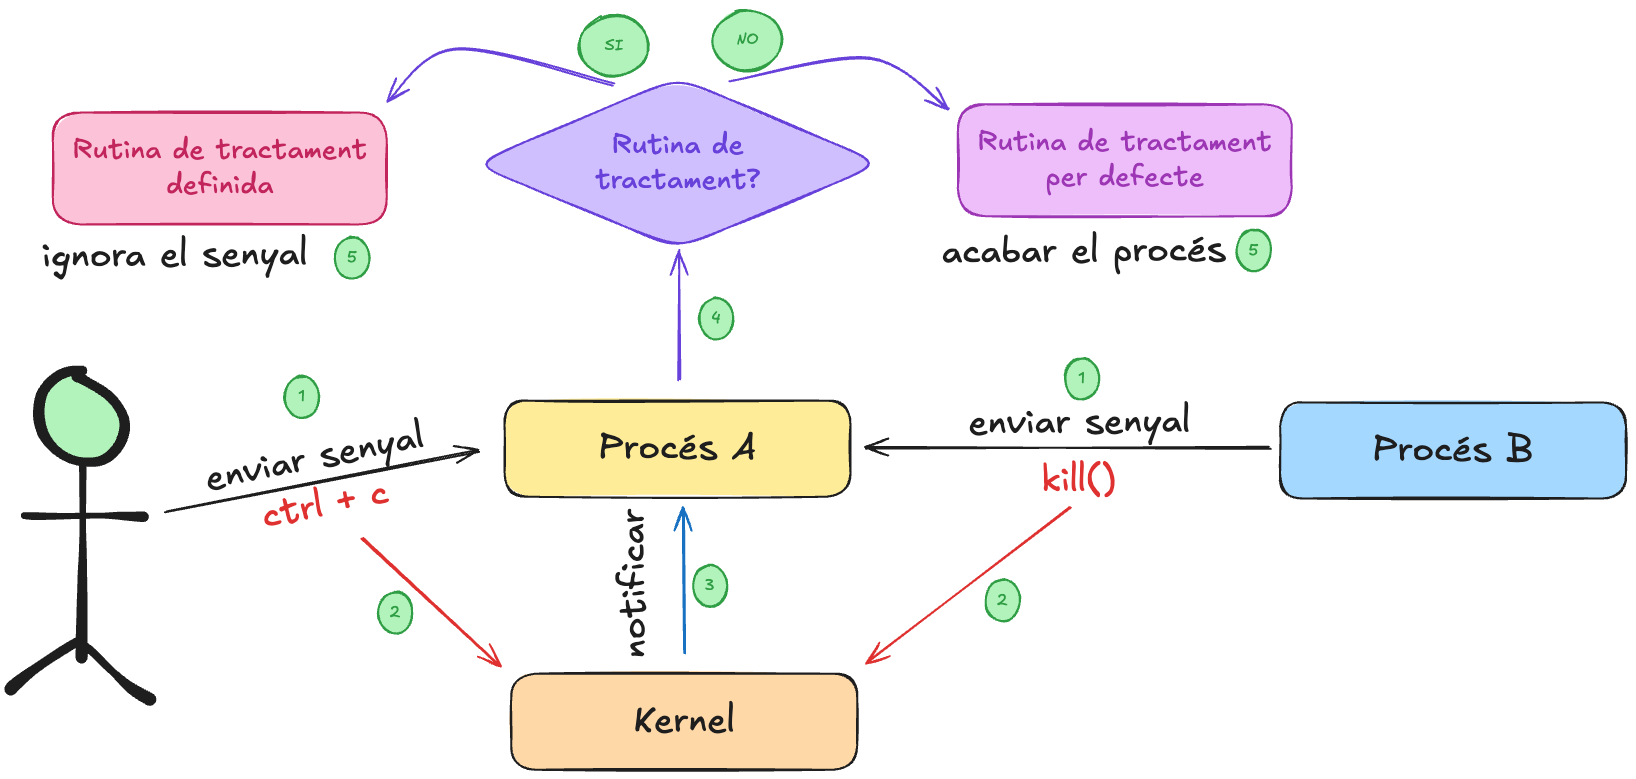 SI
NO
Rutina de tractament
definida
Rutina de
tractament?
Rutina de tractament
per defecte
ignora el senyal
5
acabar el procés
5
4
1
enviar senyal
ctrl + c
Procés A
1
enviar senyal
kill()
Procés B
2
notificar
3
2
Kernel